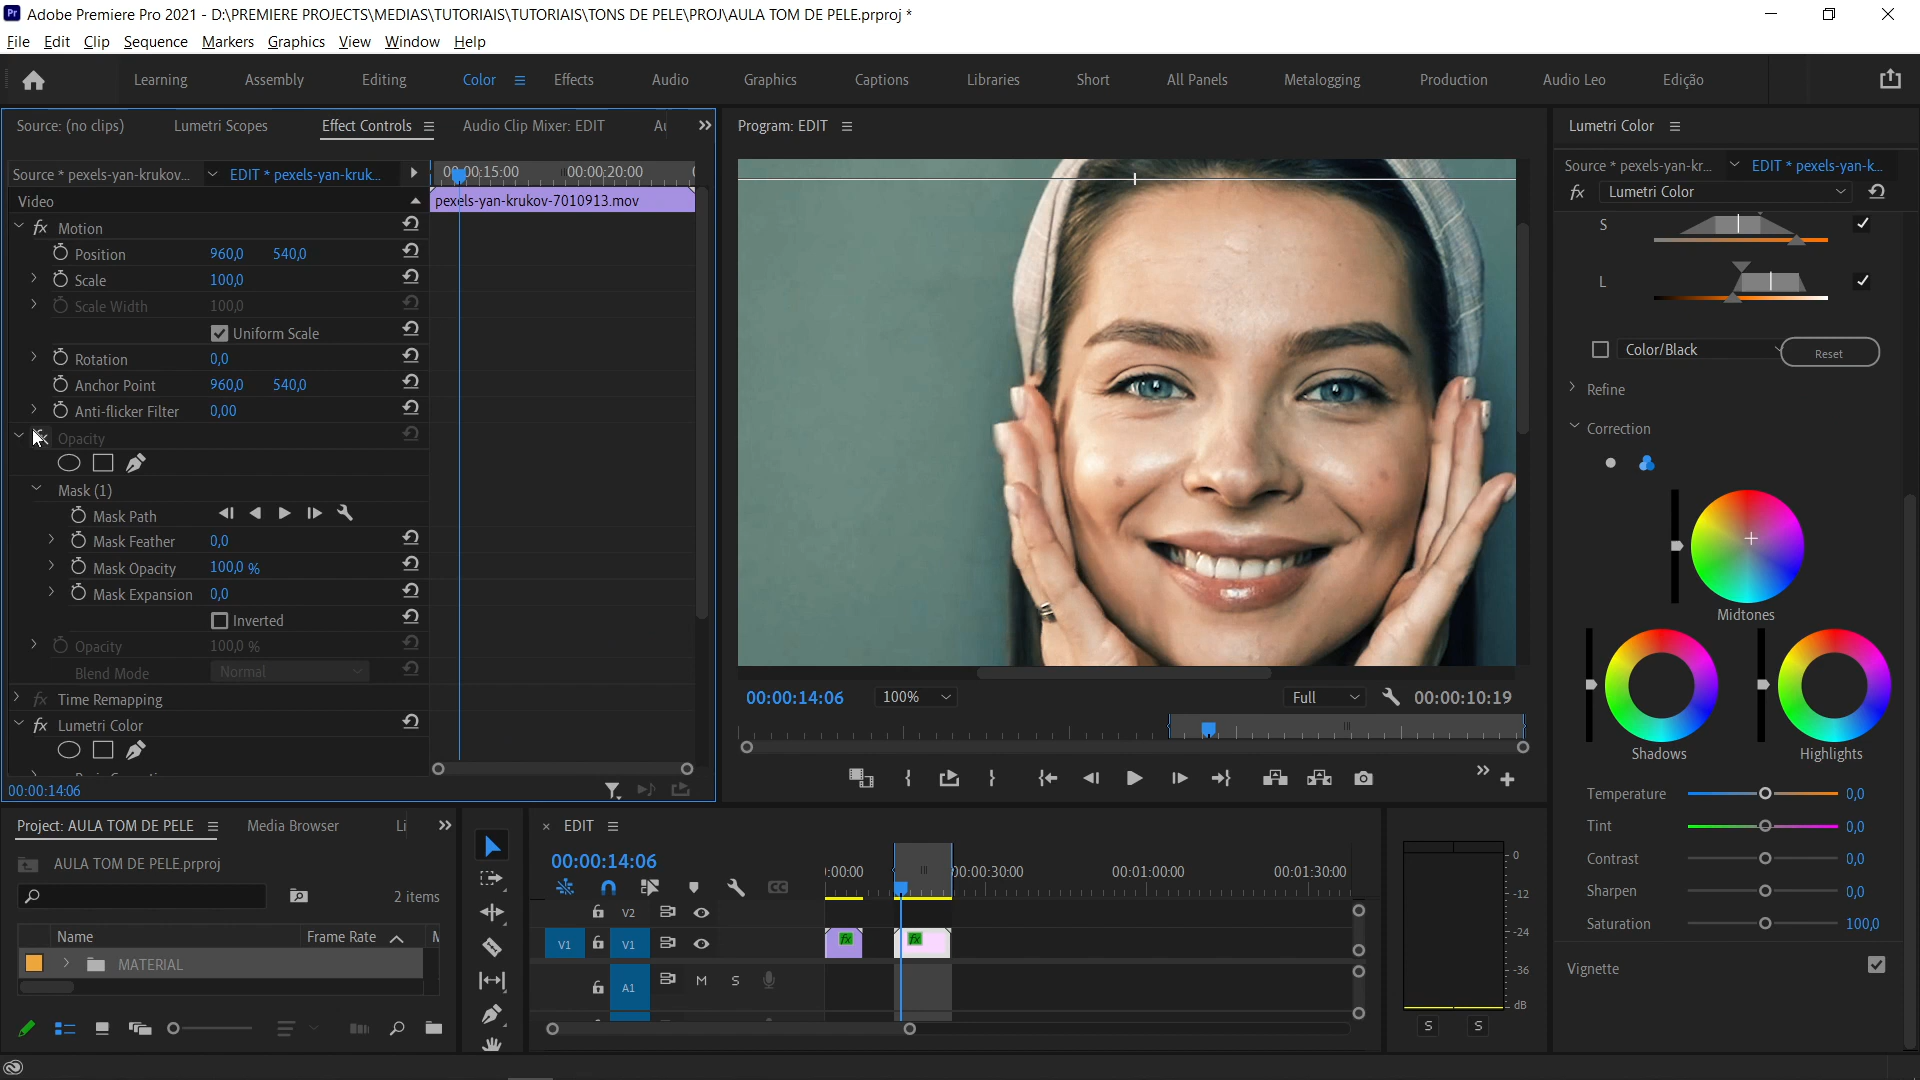 Adobe Premiere Pro 2021 - D:\PREMIERE PROJECTS\MEDIAS\TUTORIAIS\TUTORIAIS\TONS DE PELE\PROJ\AULA TOM DE PELE.prproj *
File Edit Clip Sequence Markers Graphics View Window Help
Learning Assembly Editing Color Effects Audio Graphics Captions Libraries Short All Panels Metalogging Production Audio Leo Edição
Source: (no clips) Lumetri Scopes Effect Controls Audio Clip Mixer: EDIT
Source * pexels-yan-krukov... EDIT * pexels-yan-kruk...
00:00:15:00 00:00:20:00
Video
pexels-yan-krukov-7010913.mov
fx Motion
Position 960,0 540,0
Scale 100,0
Scale Width 100,0
Uniform Scale
Rotation 0,0
Anchor Point 960,0 540,0
Anti-flicker Filter 0,00
Opacity
Mask (1)
Mask Path
Mask Feather 0,0
Mask Opacity 100,0 %
Mask Expansion 0,0
Inverted
Opacity 100,0 %
Blend Mode Normal
fx Time Remapping
fx Lumetri Color
00:00:14:06
Program: EDIT
00:00:14:06 100% Full 00:00:10:19
Lumetri Color
Source * pexels-yan-kr... EDIT * pexels-yan-k...
fx Lumetri Color
S
L
Color/Black Reset
Refine
Correction
Midtones
Shadows Highlights
Temperature 0,0
Tint 0,0
Contrast 0,0
Sharpen 0,0
Saturation 100,0
Vignette
Project: AULA TOM DE PELE Media Browser Li
AULA TOM DE PELE.prproj
2 items
Name Frame Rate
MATERIAL
EDIT
00:00:14:06
:00:00 00:00:30:00 00:01:00:00 00:01:30:00
V2
V1 V1 fx fx
A1 M S
0
-12
-24
-36
dB
S S